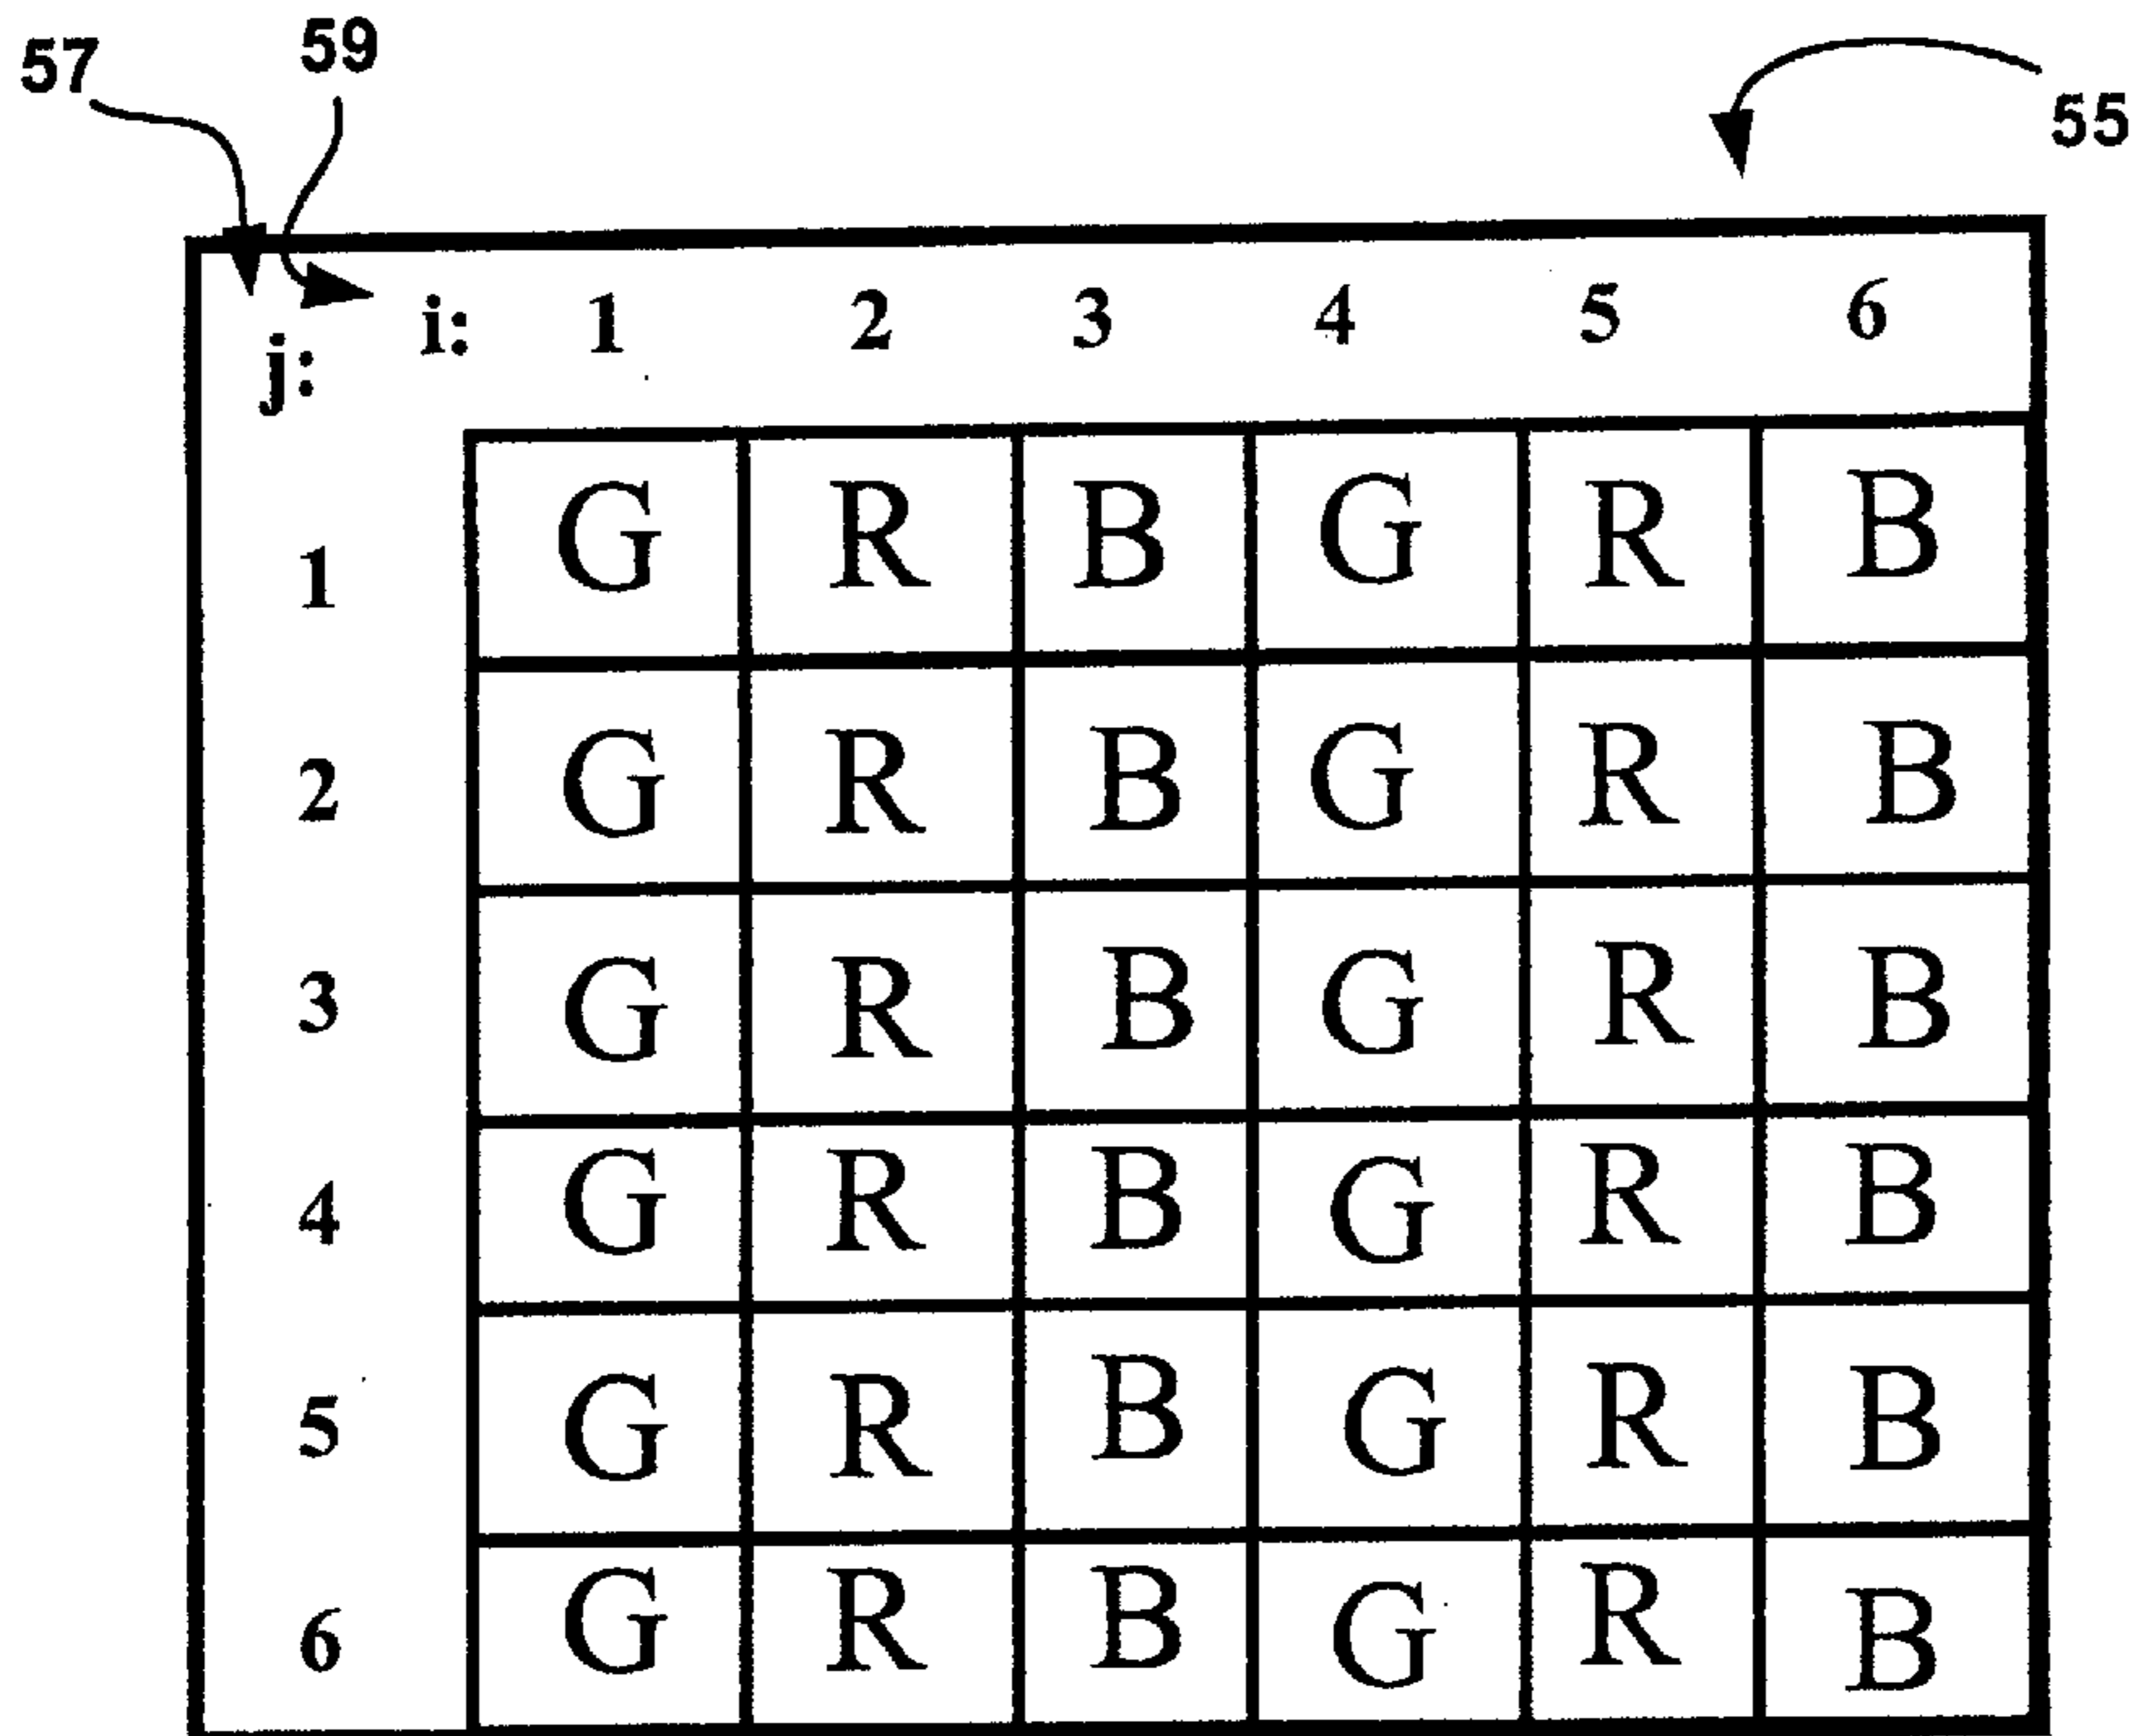 57 59 55
i: 1 2 3 4 5 6
j:
1 G R B G R B
2 G R B G R B
3 G R B G R B
4 G R B G R B
5 G R B G R B
6 G R B G R B